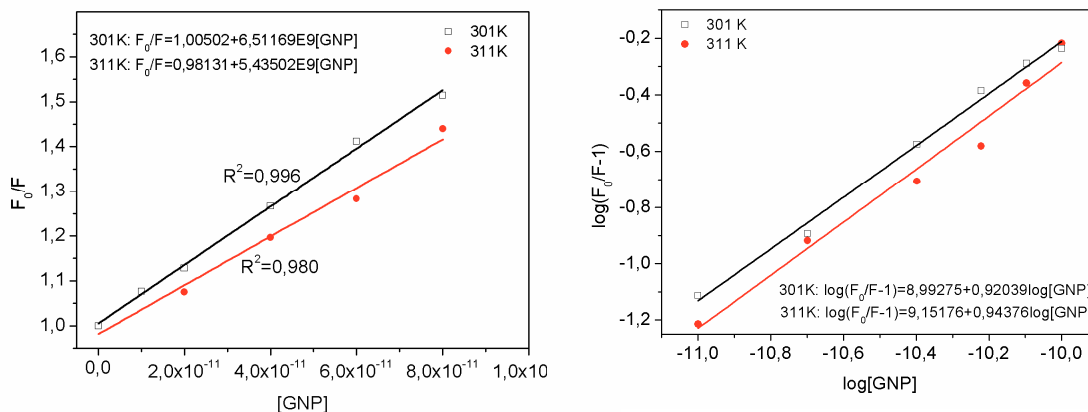 301K
311K
301K: F0/F=1,00502+6,51169E9[GNP]
311K: F0/F=0,98131+5,43502E9[GNP]
1,6
1,5
1,4
1,3
1,2
1,1
1,0
F0/F
R2=0,996
R2=0,980
0,0 2,0x10-11 4,0x10-11 6,0x10-11 8,0x10-11 1,0x10
[GNP]
301 K
311 K
-0,2
-0,4
-0,6
-0,8
-1,0
-1,2
log(F0/F-1)
301K: log(F0/F-1)=8,99275+0,92039log[GNP]
311K: log(F0/F-1)=9,15176+0,94376log[GNP
-11,0 -10,8 -10,6 -10,4 -10,2 -10,0
log[GNP]